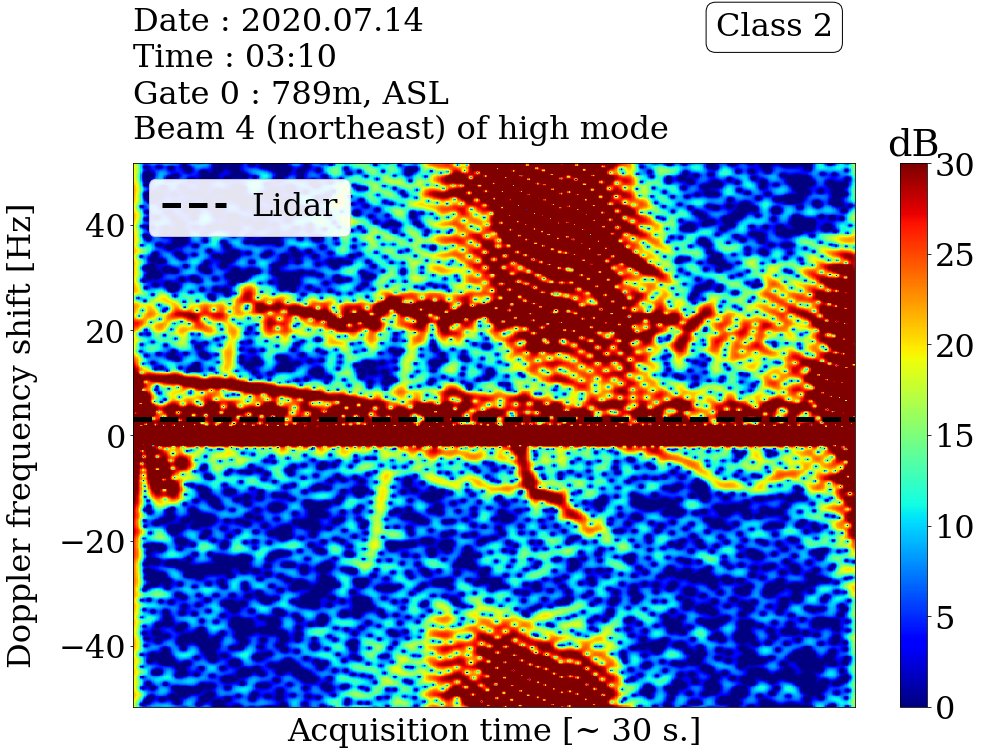 Date : 2020.07.14
Time : 03:10
Gate 0 : 789m, ASL
Beam 4 (northeast) of high mode
Class 2
dB
30
25
20
15
10
5
0
Lidar
Doppler frequency shift [Hz]
40
20
0
−20
−40
Acquisition time [~ 30 s.]